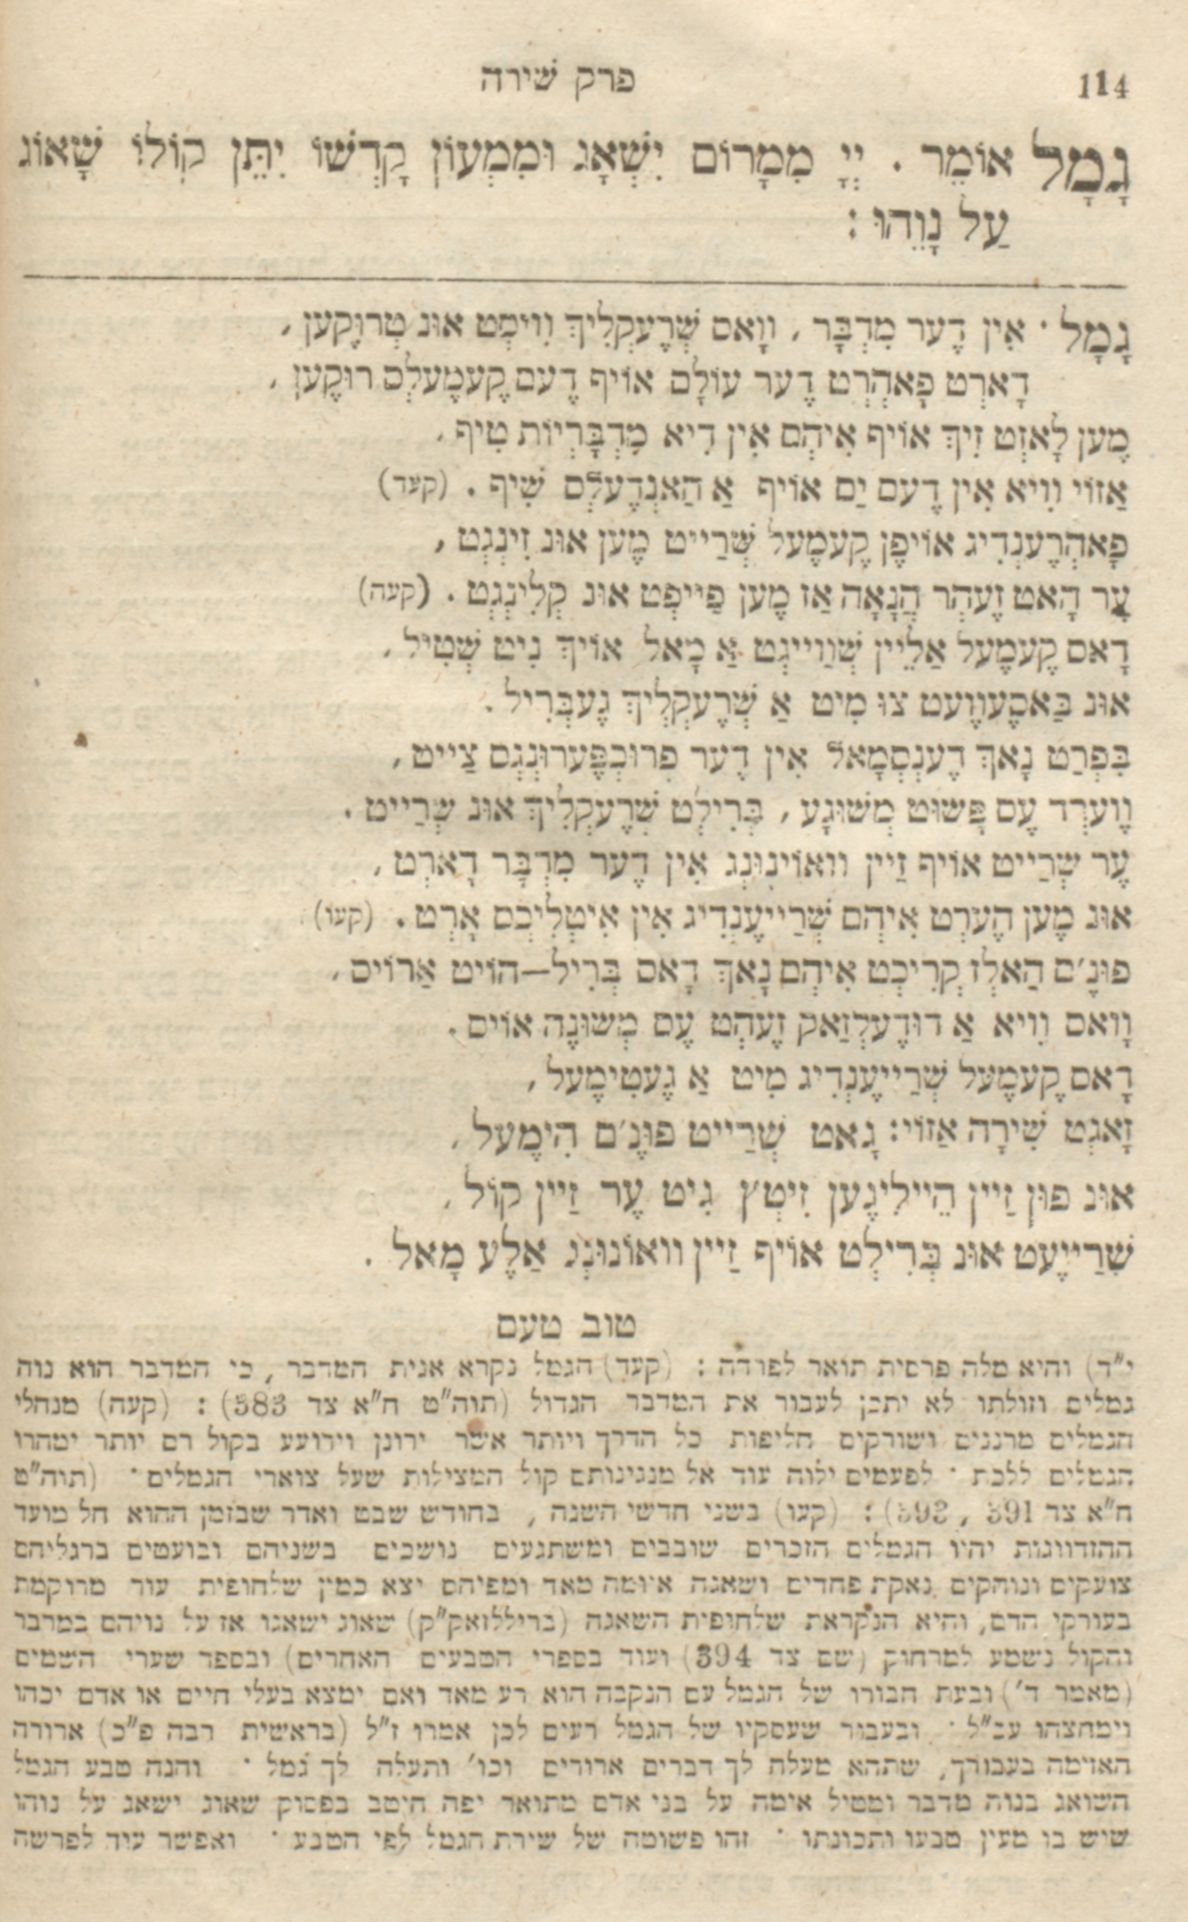 114 פרק שירה
גָמָל אוֹמֵר . יְיָ מִמָרוֹם יִשְׁאָג וּמִמְעוֹן קָדְשׁוֹ יִתֵּן קוֹלוֹ שָׁאוֹג
עַל נָוֵהוּ :
גָמָל · אִין דֶער מִדְבָּר , וָואס שְׁרֶעקְלִיךְ וִוימְט אוּנ טְרוּקֶען ,
דָארְט פָאהְרְט דֶער עוֹלָם אוֹיף דֶעם קֶעמֶעלְס רוּקֶען ,
מֶען לָאזְט זִיךְ אוֹיף אִיהְם אִין דִיא מִדְבָּרְיוֹת טִיף ,
אַזוֹי וִויא אִין דֶעם יַם אוֹיף אַ הַאנְדֶעלְס שִׁיף . (קעד)
פָאהְרֶענְדִיג אוֹיפֶן קֶעמֶעל שְׁרַייט מֶען אוּנ זִינְגְט ,
עֶר הָאט זֶעהְר הֲנָאָה אַז מֶען פַּייפְט אוּנ קְלִינְגְט . (קעה)
דָאס קֶעמֶעל אַלֵיין שְׁוַוייגְט אַ מָאל אוֹיךְ נִיט שְׁטִיל ,
אוּנ בַּאסֶעוֶועט צוּ מִיט אַ שְׁרֶעקְלִיךְ גֶעבְּרִיל .
בִּפְרַט נָאךְ דֶענְסְמָאל אִין דֶער פְרוּכְפֶּערוּנְגְס צַייט ,
וֶוערְד עֶס פָּשׁוּט מְשׁוּגָע , בְּרִילְט שְׁרֶעקְלִיךְ אוּנ שְׁרַייט .
עֶר שְׁרַייט אוֹיף זַיין וואוֹינוּנְג אִין דֶער מִדְבָּר דָארְט ,
אוּנ מֶען הֶערְט אִיהְם שְׁרַייעֶנְדִיג אִין אִיטְלִיכְס אָרְט . (קעו)
פוּנֶ׳ם הַאלְז קְרִיכְט אִיהְם נָאךְ דָאס בְּרִיל—הוֹיט אַרוֹיס ,
וָואס וִויא אַ דוּדֶעלְזַאק זֶעהְט עֶס מְשׁוּנֶה אוֹיס .
דָאס קֶעמֶעל שְׁרַייעֶנְדִיג מִיט אַ גֶעטִימֶעל ,
זָאגְט שִׁירָה אַזוֹי: גָאט שְׁרַייט פוּנֶ׳ם הִימֶעל ,
אוּנ פוּן זַיין הֵיילִיגֶען זִיטְץ גִיט עֶר זַיין קוֹל ,
שְׁרַייעֶט אוּנ בְּרִילְט אוֹיף זַיין וואוֹנוּנְג אַלֶע מָאל .
טוב טעם
י״ד) והיא מלה פרסית תואר לפרדה : (קעד) הגמל נקרא אנית המדבר , כי המדבר הוא נוה
גמלים וזולתו לא יתכן לעבור את המדבר הגדול (תוה״ט ח״א צד 383) : (קעה) מנהלי
הגמלים מרננים ושורקים חליפות כל הדרך ויותר אשר ירונן וירועע בקול רם יותר ימהרו
הגמלים ללכת · לפעמים ילוה עוד אל מנגינותם קול המצילות שעל צוארי הגמלים · (תוה״ט
ח״א צד 391 , 393) : (קעו) בשני חדשי השנה , בחודש שבט ואדר שבזמן ההוא חל מועד
ההזדווגות יהיו הגמלים הזכרים שובבים ומשתגעים נושכים בשניהם ובועטים ברגליהם
צועקים ונוהקים נאקת פחדים ושאגה איומה מאד ומפיהם יצא כמין שלחופית עור מרוקמת
בעורקי הדם, והיא הנקראת שלחופית השאגה (בריללזאק״ק) שאוג ישאגו אז על נויהם במדבר
והקול נשמע למרחוק (שם צד 394) ועוד בספרי הטבעים האחרים) ובספר שערי השמים
(מאמר ד׳) ובעת חבורו של הגמל עם הנקבה הוא רע מאד ואם ימצא בעלי חיים או אדם יכהו
וימחצהו עכ״ל · ובעבור שעסקיו של הגמל רעים לכן אמרו ז״ל (בראשית רבה פ״כ) ארורה
האדמה בעבורך, שתהא מעלה לך דברים ארורים וכו׳ ותעלה לך גמל · והנה טבע הגמל
השואג בנוה מדבר ומטיל אימה על בני אדם מתואר יפה היטב בפסוק שאוג ישאג על נוהו
שיש בו מעין טבעו ותכונתו · זהו פשוטה של שירת הגמל לפי הטבע · ואפשר עוד לפרשה